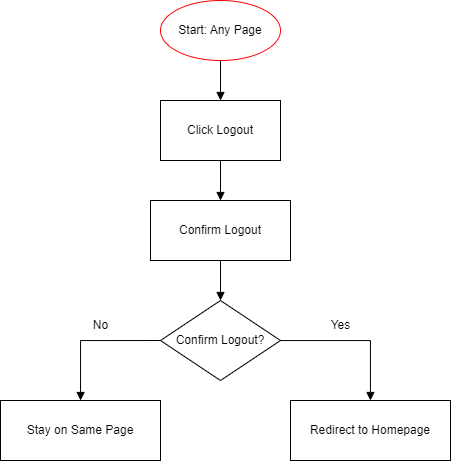 Start: Any Page
Click Logout
Confirm Logout
Confirm Logout?
No
Yes
Stay on Same Page
Redirect to Homepage